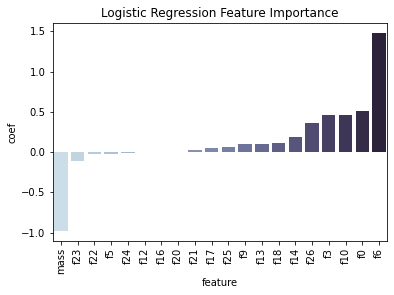 Logistic Regression Feature Importance
1.5
1.0
0.5
0.0
−0.5
−1.0
coef
mass f23 f22 f5 f24 f12 f16 f20 f21 f17 f25 f9 f13 f18 f14 f26 f3 f10 f0 f6
feature